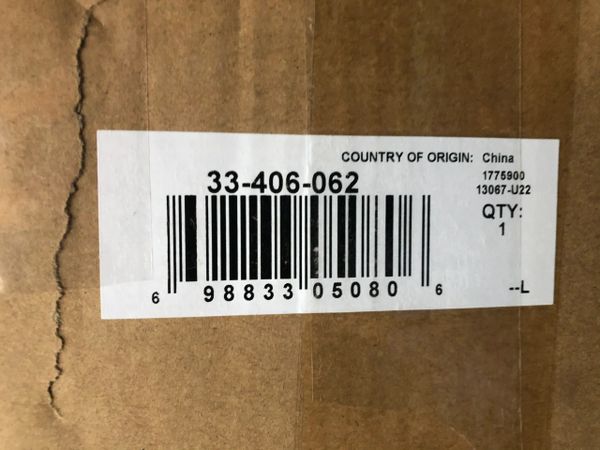 COUNTRY OF ORIGIN: China
33-406-062
1775900
13067-U22
QTY:
1
6 98833 05080 6
--L